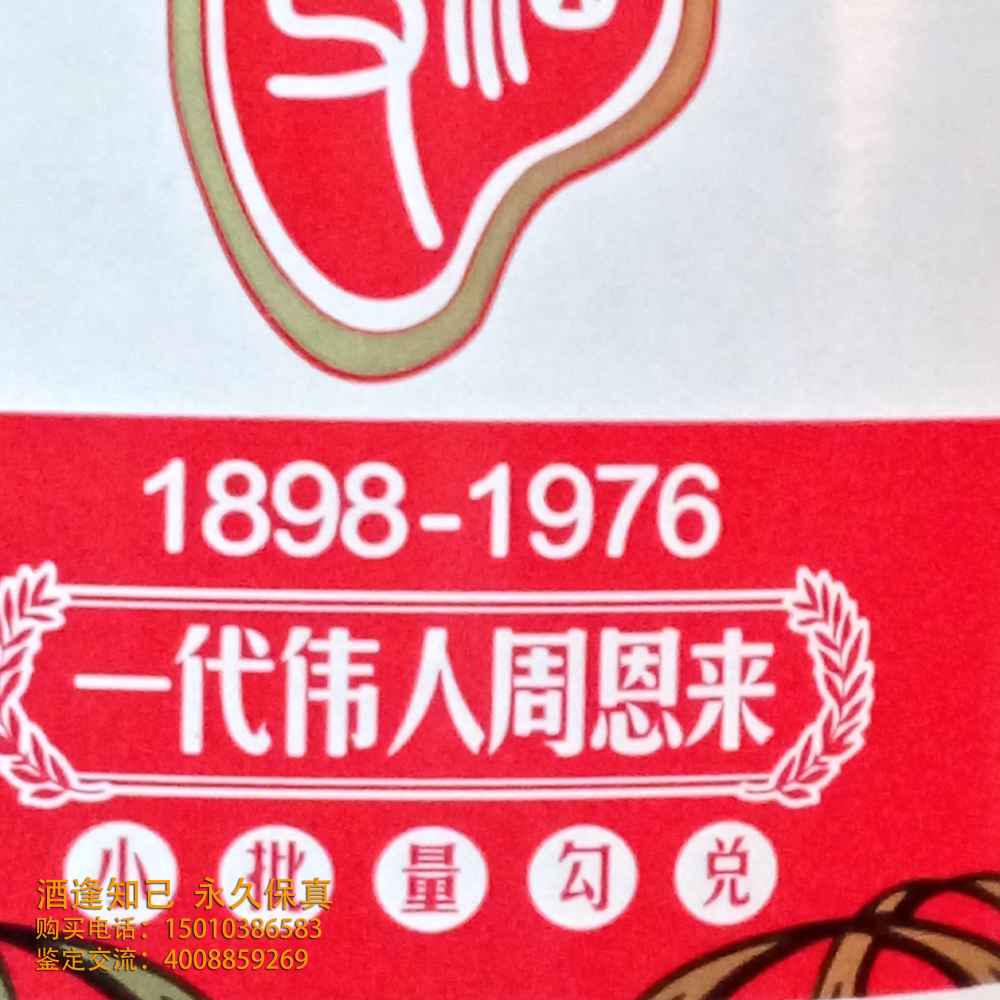 1898-1976
一代伟人周恩来
小批量勾兑
酒逢知己 永久保真
购买电话：15010386583
鉴定交流：4008859269